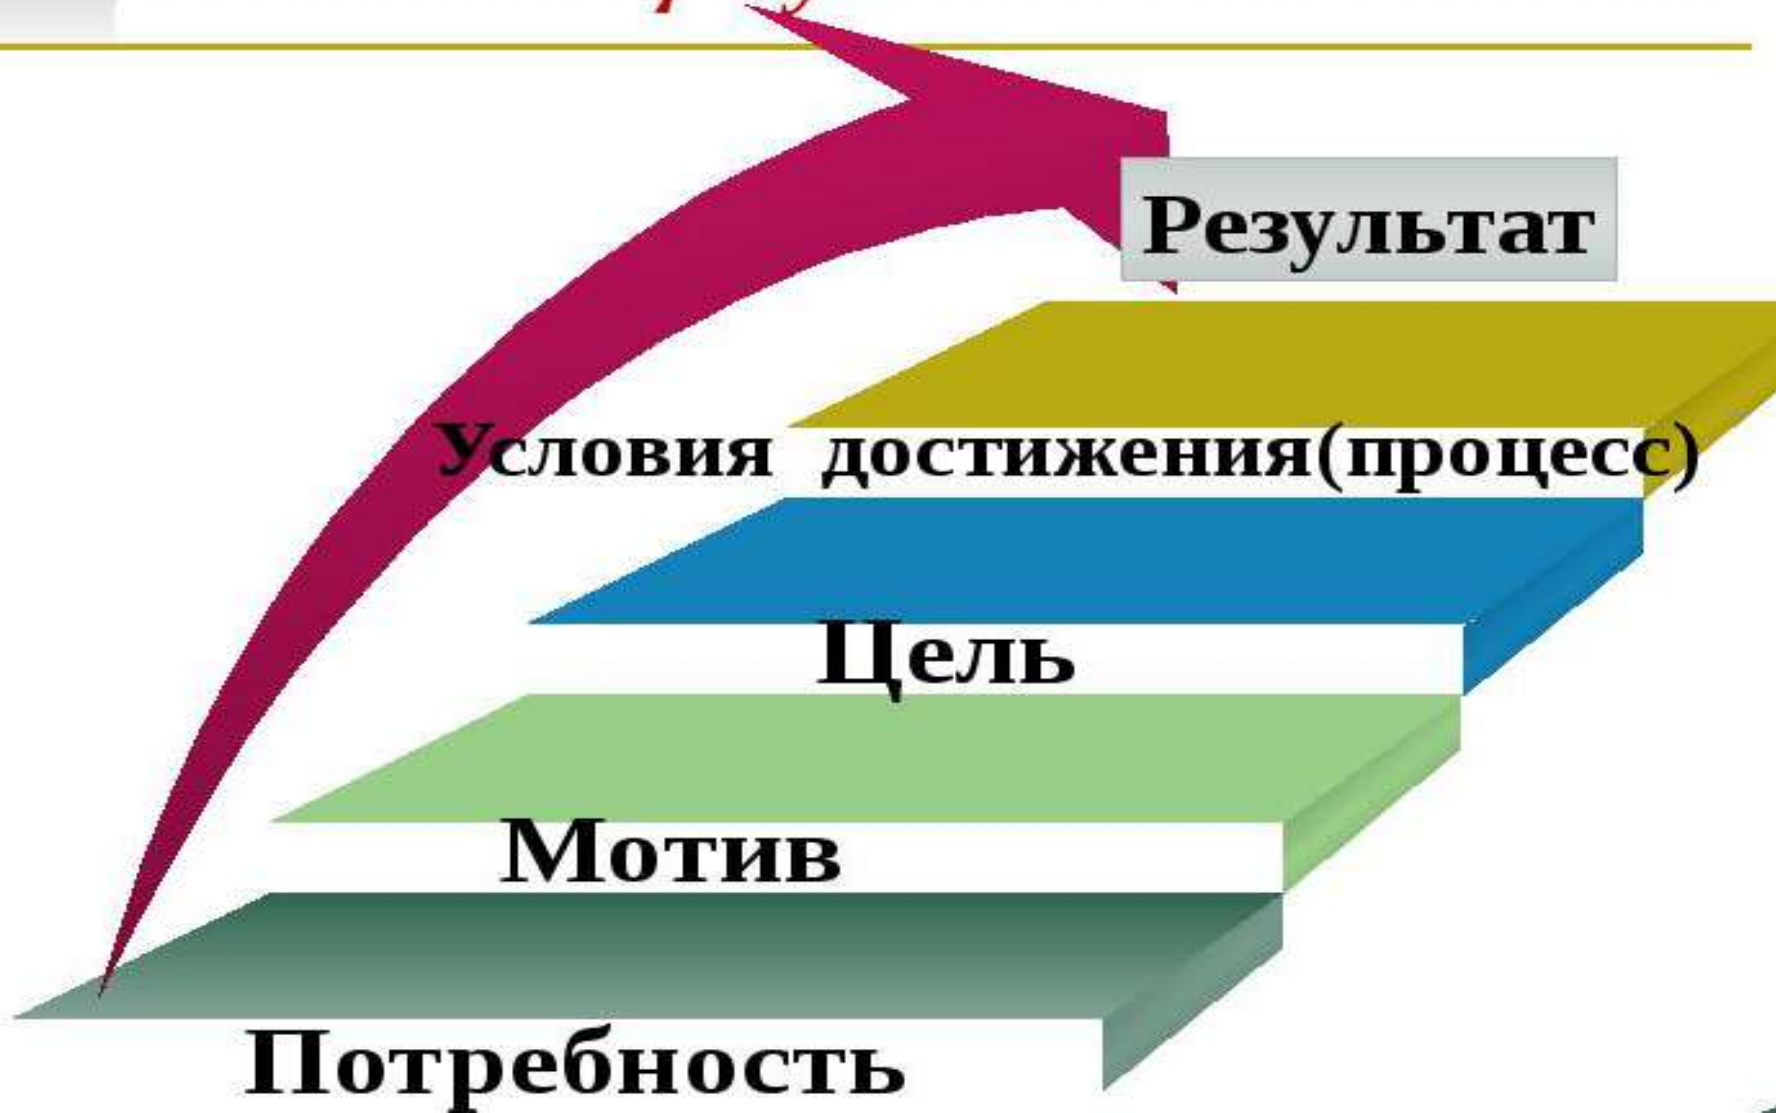 Результат
Условия достижения(процесс)
Цель
Мотив
Потребность